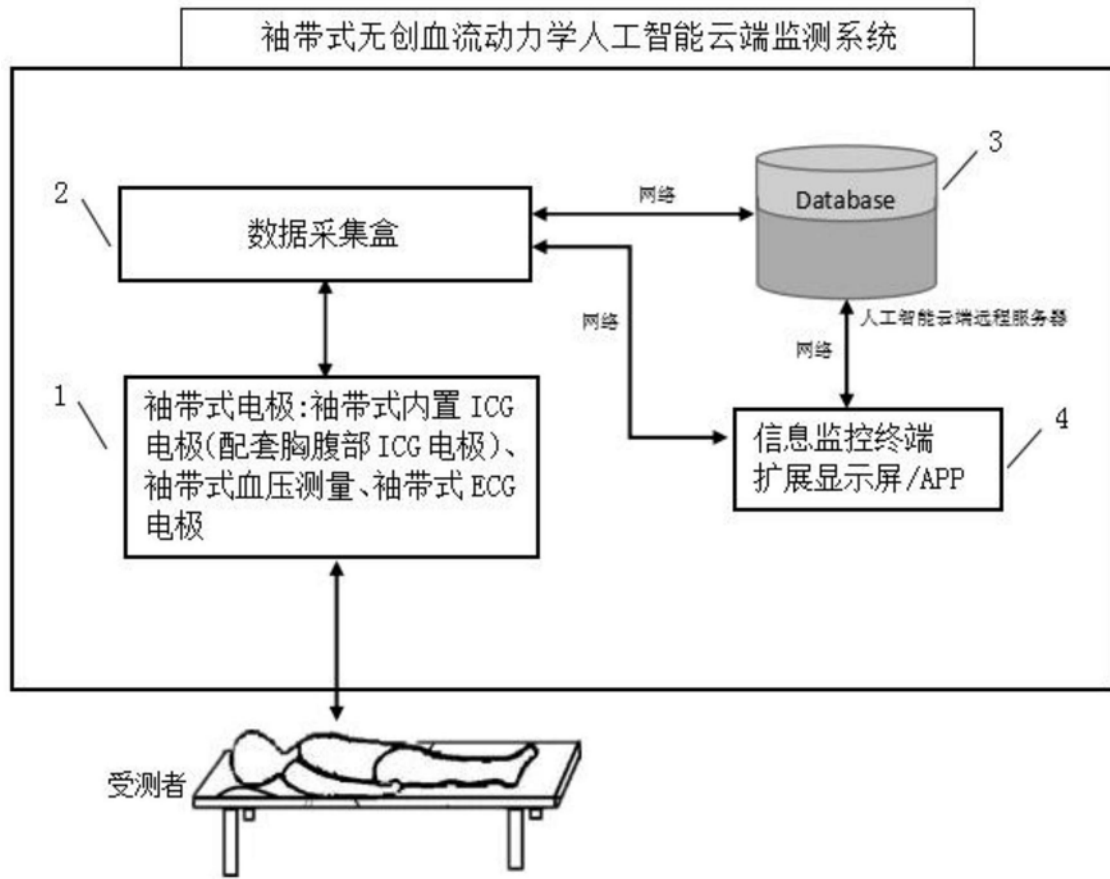 袖带式无创血流动力学人工智能云端监测系统
3
2
网络
Database
数据采集盒
网络
人工智能云端远程服务器
网络
1
袖带式电极:袖带式内置 ICG
电极(配套胸腹部 ICG 电极)、
袖带式血压测量、袖带式 ECG
电极
4
信息监控终端
扩展显示屏/APP
受测者